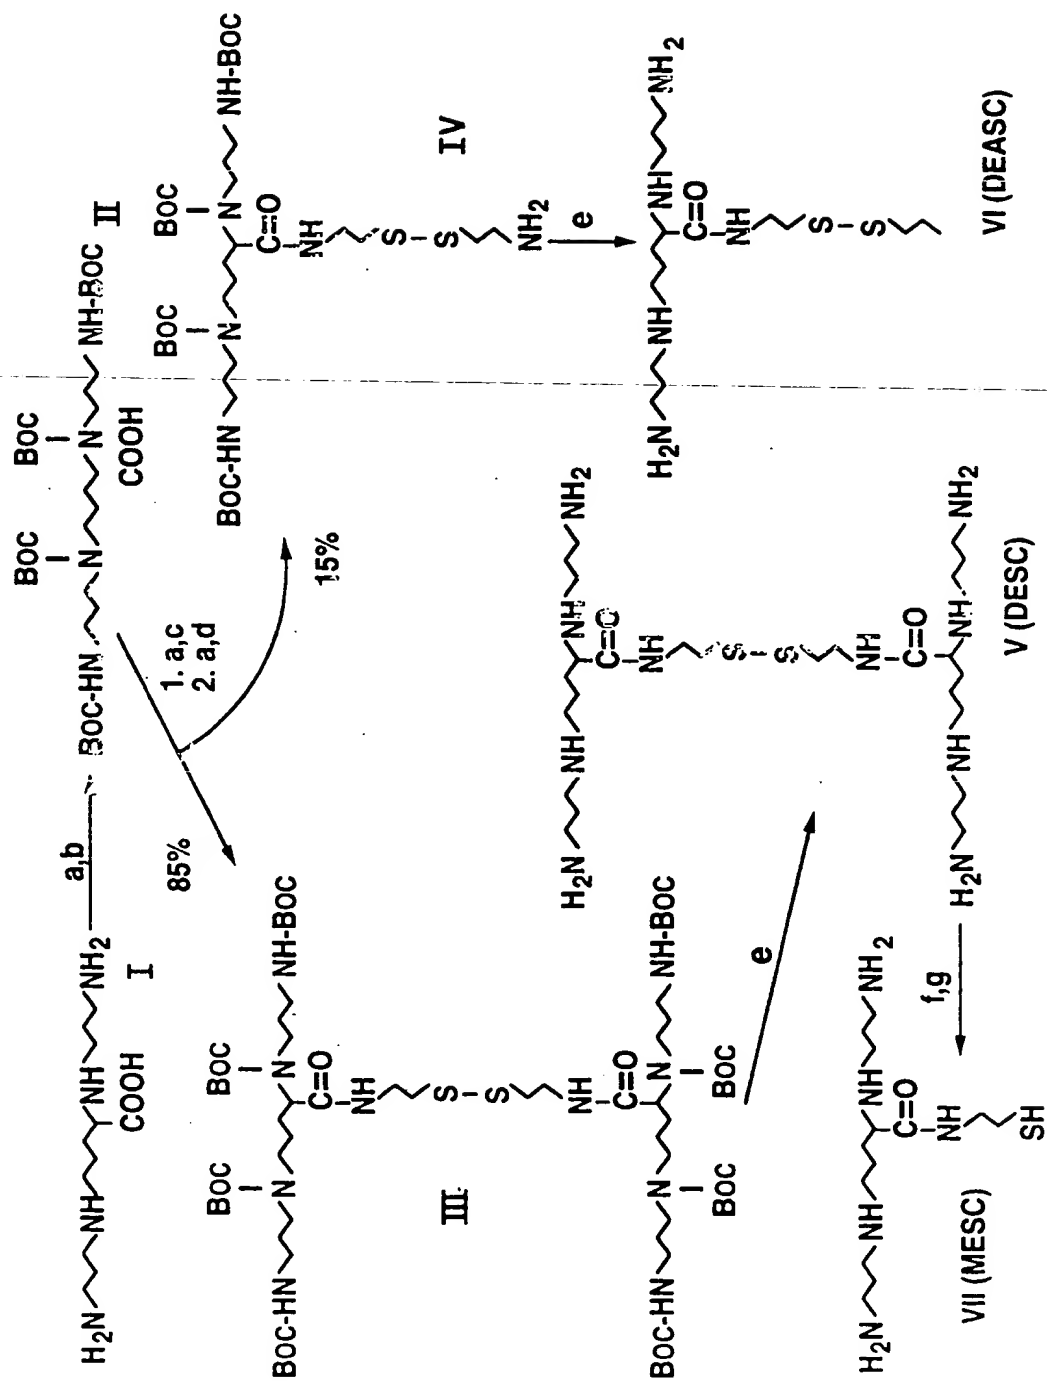 H₂N NH NH NH₂
COOH
I
a,b
BOC BOC
BOC-HN N N NH-BOC
COOH
II
85%
1. a,c
2. a,d
15%
BOC BOC
BOC-HN N N NH-BOC
C=O
NH
S
S
NH
C=O
BOC-HN N N NH-BOC
BOC BOC
III
BOC BOC
BOC-HN N N NH-BOC
C=O
NH
S
S
NH₂
IV
e
e
H₂N NH NH NH₂
C=O
NH
S
S
NH
C=O
H₂N NH NH NH₂
V (DESC)
H₂N NH NH NH₂
C=O
NH
S
S
VI (DEASC)
f,g
H₂N NH NH NH₂
C=O
NH
SH
VII (MESC)